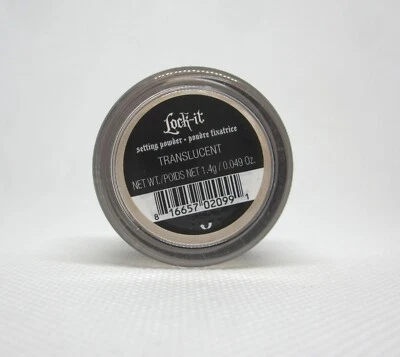 Lock-it
setting powder • poudre fixatrice
TRANSLUCENT
NET WT./POIDS NET 1.4g / 0.049 Oz.
8 16657 02099 1